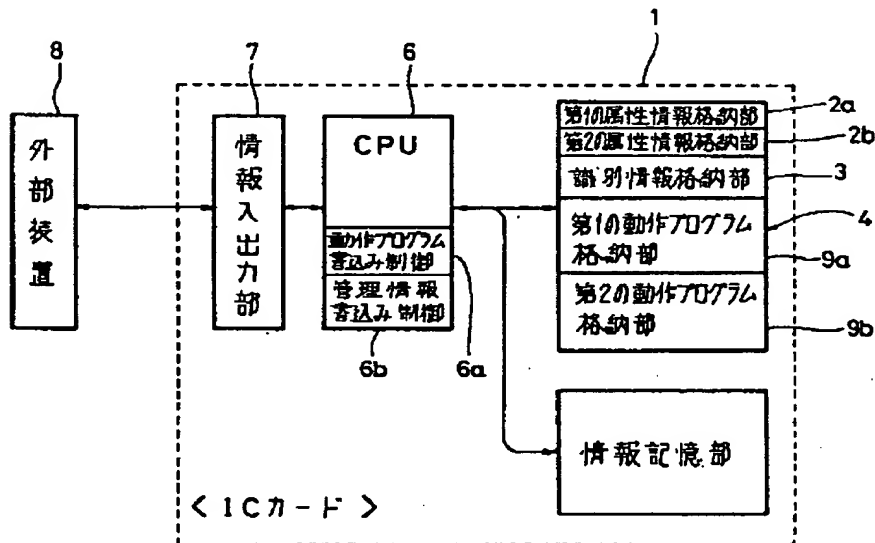 1
8
7
6
外部装置
情報入出力部
CPU
動作プログラム
書込み制御
管理情報
書込み制御
6b
6a
第1の属性情報格納部
2a
第2の属性情報格納部
2b
識別情報格納部
3
第1の動作プログラム
格納部
4
9a
第2の動作プログラム
格納部
9b
情報記憶部
<ICカード>